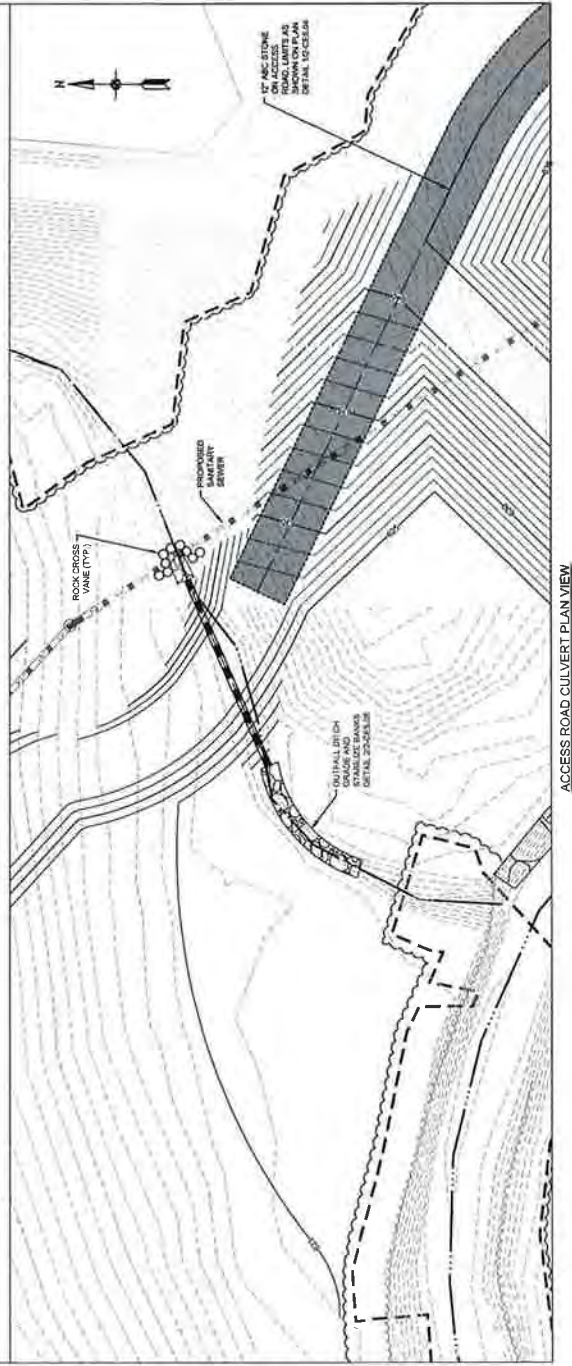 N
12" ABC STONE
ON ACCESS
ROAD, LIMITS AS
SHOWN ON PLAN
PROPOSED
SANITARY
SEWER
ROCK CROSS
VANE (TYP.)
OUTFALL DITCH
GRADE AND
STABILIZE BANKS
ACCESS ROAD CULVERT PLAN VIEW